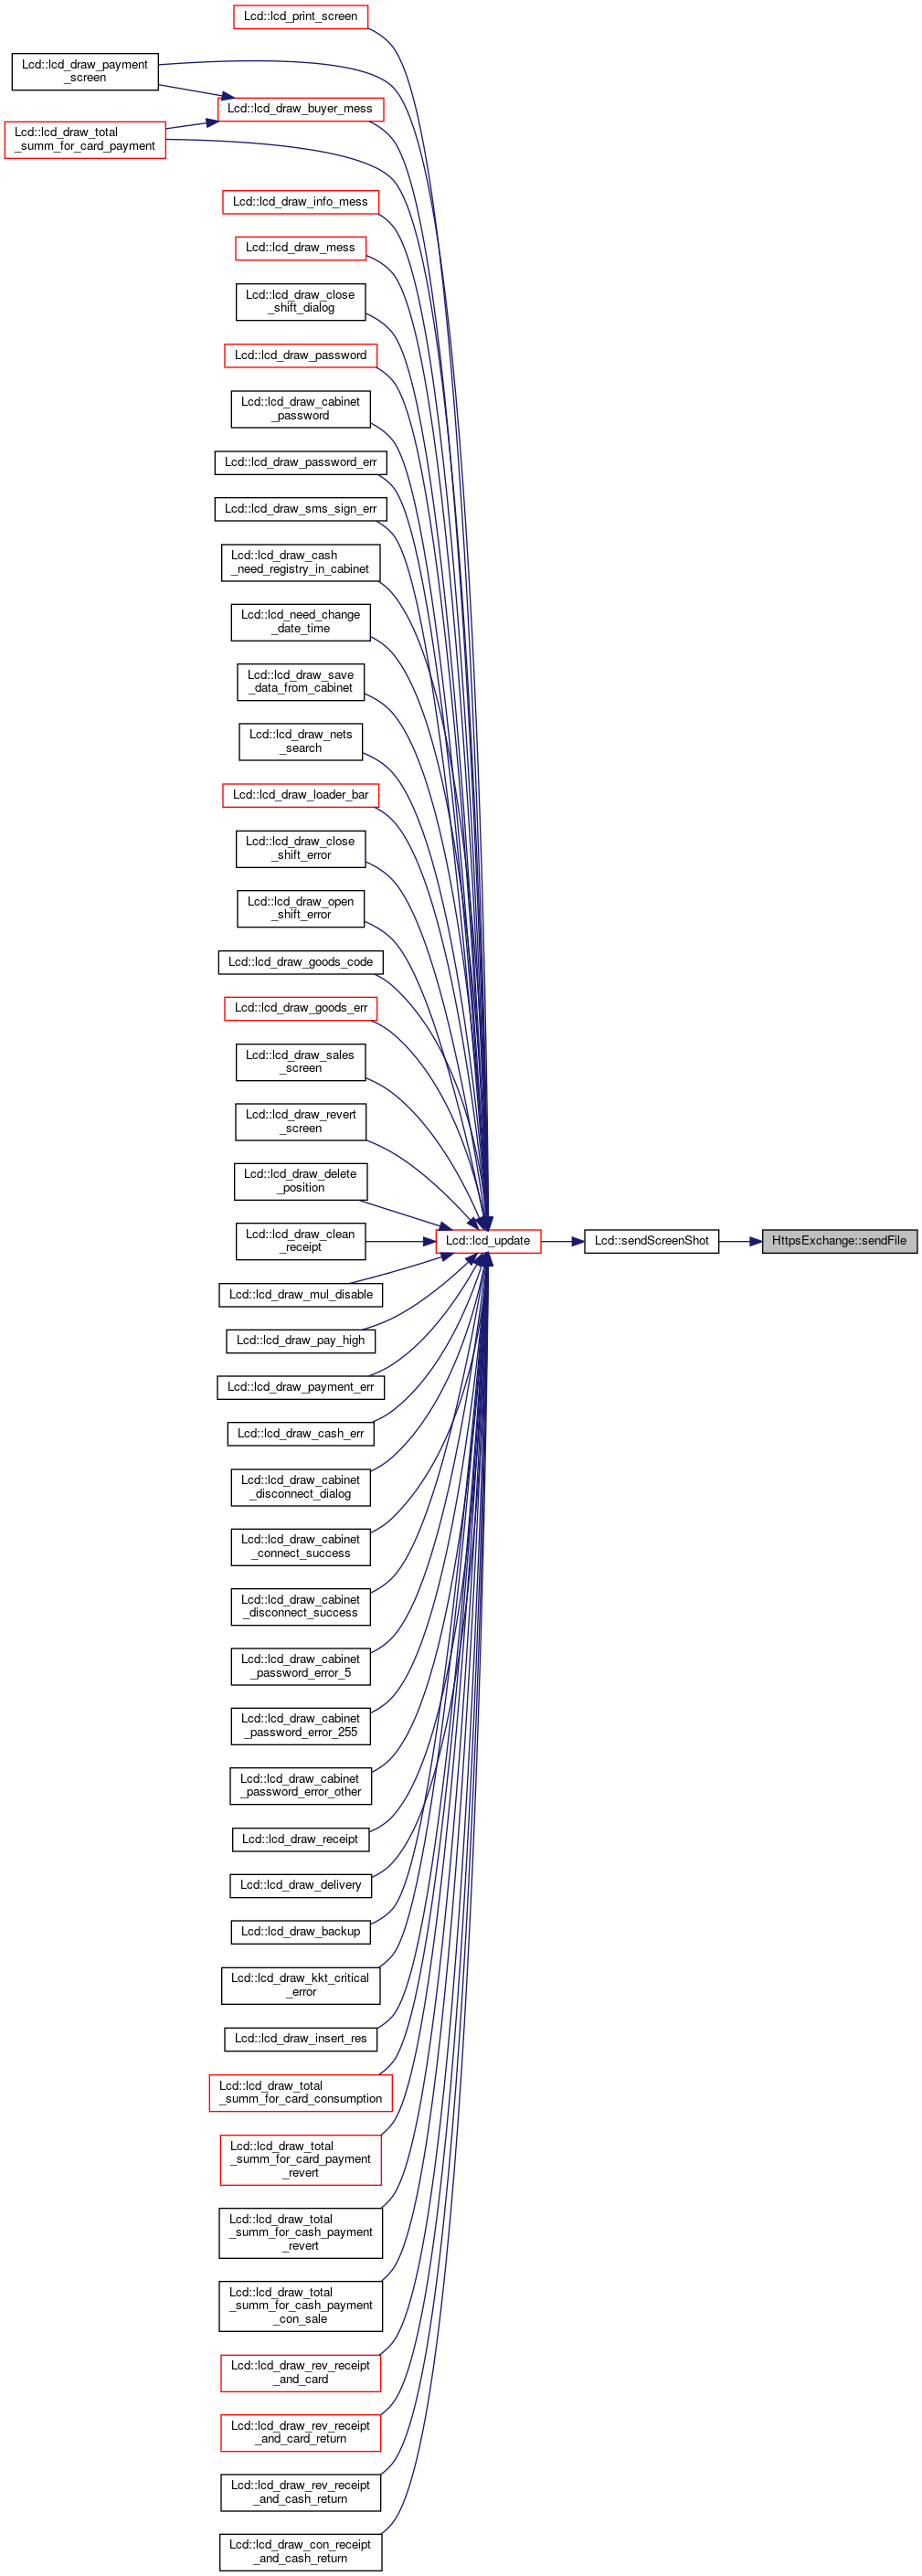 Lcd::lcd_print_screen
Lcd::lcd_draw_payment
_screen
Lcd::lcd_draw_buyer_mess
Lcd::lcd_draw_total
_summ_for_card_payment
Lcd::lcd_draw_info_mess
Lcd::lcd_draw_mess
Lcd::lcd_draw_close
_shift_dialog
Lcd::lcd_draw_password
Lcd::lcd_draw_cabinet
_password
Lcd::lcd_draw_password_err
Lcd::lcd_draw_sms_sign_err
Lcd::lcd_draw_cash
_need_registry_in_cabinet
Lcd::lcd_need_change
_date_time
Lcd::lcd_draw_save
_data_from_cabinet
Lcd::lcd_draw_nets
_search
Lcd::lcd_draw_loader_bar
Lcd::lcd_draw_close
_shift_error
Lcd::lcd_draw_open
_shift_error
Lcd::lcd_draw_goods_code
Lcd::lcd_draw_goods_err
Lcd::lcd_draw_sales
_screen
Lcd::lcd_draw_revert
_screen
Lcd::lcd_draw_delete
_position
Lcd::lcd_draw_clean
_receipt
Lcd::lcd_update
Lcd::sendScreenShot
HttpsExchange::sendFile
Lcd::lcd_draw_mul_disable
Lcd::lcd_draw_pay_high
Lcd::lcd_draw_payment_err
Lcd::lcd_draw_cash_err
Lcd::lcd_draw_cabinet
_disconnect_dialog
Lcd::lcd_draw_cabinet
_connect_success
Lcd::lcd_draw_cabinet
_disconnect_success
Lcd::lcd_draw_cabinet
_password_error_5
Lcd::lcd_draw_cabinet
_password_error_255
Lcd::lcd_draw_cabinet
_password_error_other
Lcd::lcd_draw_receipt
Lcd::lcd_draw_delivery
Lcd::lcd_draw_backup
Lcd::lcd_draw_kkt_critical
_error
Lcd::lcd_draw_insert_res
Lcd::lcd_draw_total
_summ_for_card_consumption
Lcd::lcd_draw_total
_summ_for_card_payment
_revert
Lcd::lcd_draw_total
_summ_for_cash_payment
_revert
Lcd::lcd_draw_total
_summ_for_cash_payment
_con_sale
Lcd::lcd_draw_rev_receipt
_and_card
Lcd::lcd_draw_rev_receipt
_and_card_return
Lcd::lcd_draw_rev_receipt
_and_cash_return
Lcd::lcd_draw_con_receipt
_and_cash_return